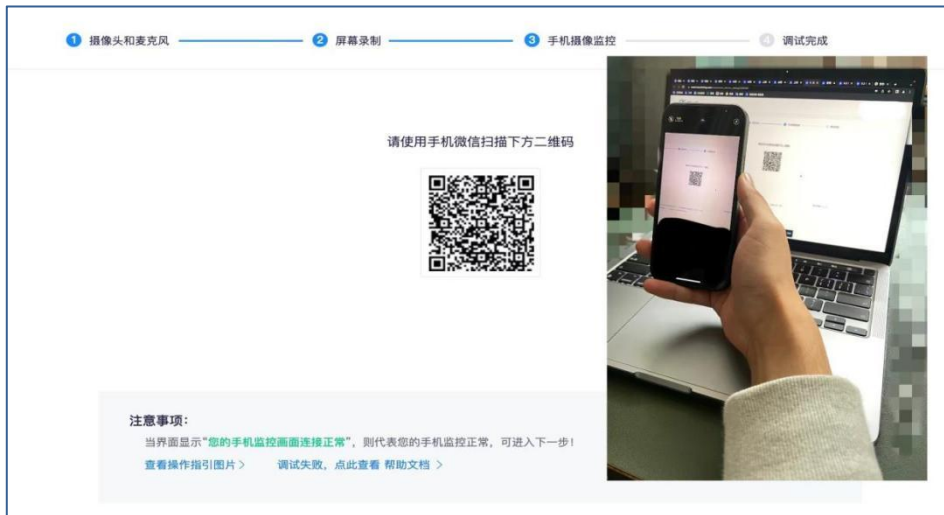 1 摄像头和麦克风 2 屏幕录制 3 手机摄像监控 4 调试完成
请使用手机微信扫描下方二维码
注意事项：
当界面显示“您的手机监控画面连接正常”，则代表您的手机监控正常，可进入下一步！
查看操作指引图片 > 调试失败，点此查看 帮助文档 >